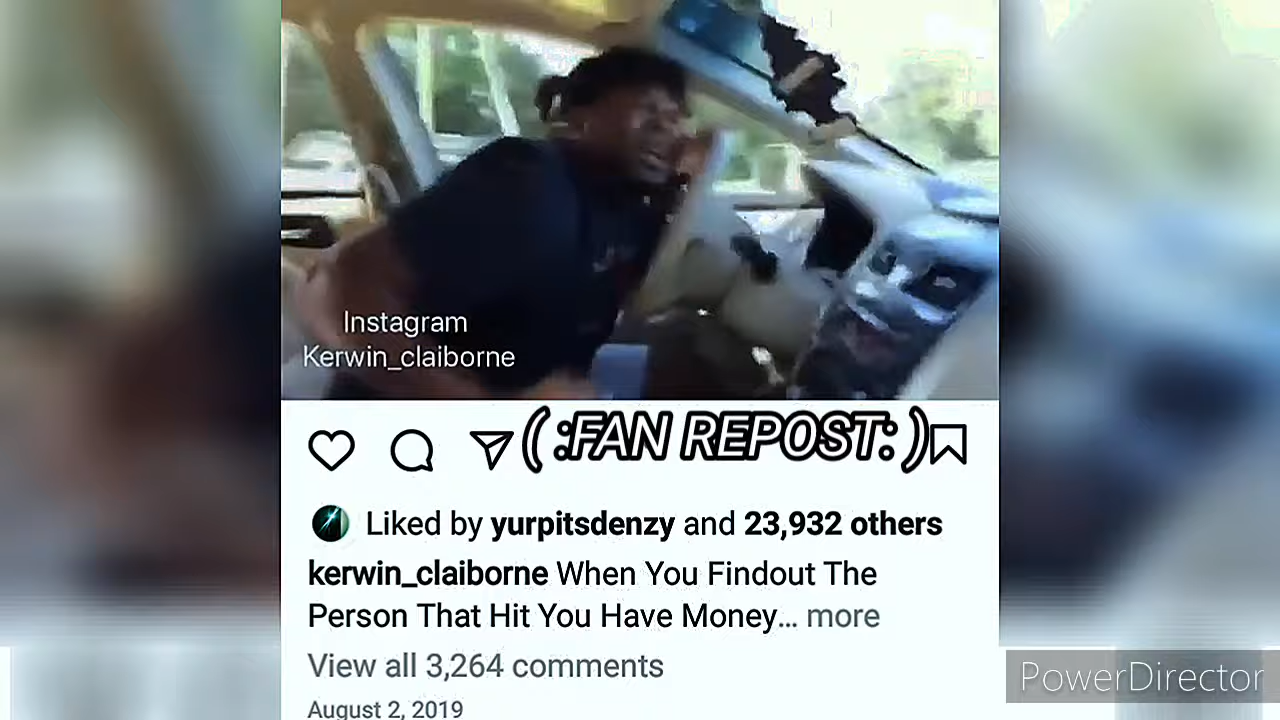 Instagram
Kerwin_claiborne
( :FAN REPOST: )
Liked by yurpitsdenzy and 23,932 others
kerwin_claiborne When You Findout The
Person That Hit You Have Money... more
View all 3,264 comments
August 2, 2019
PowerDirector